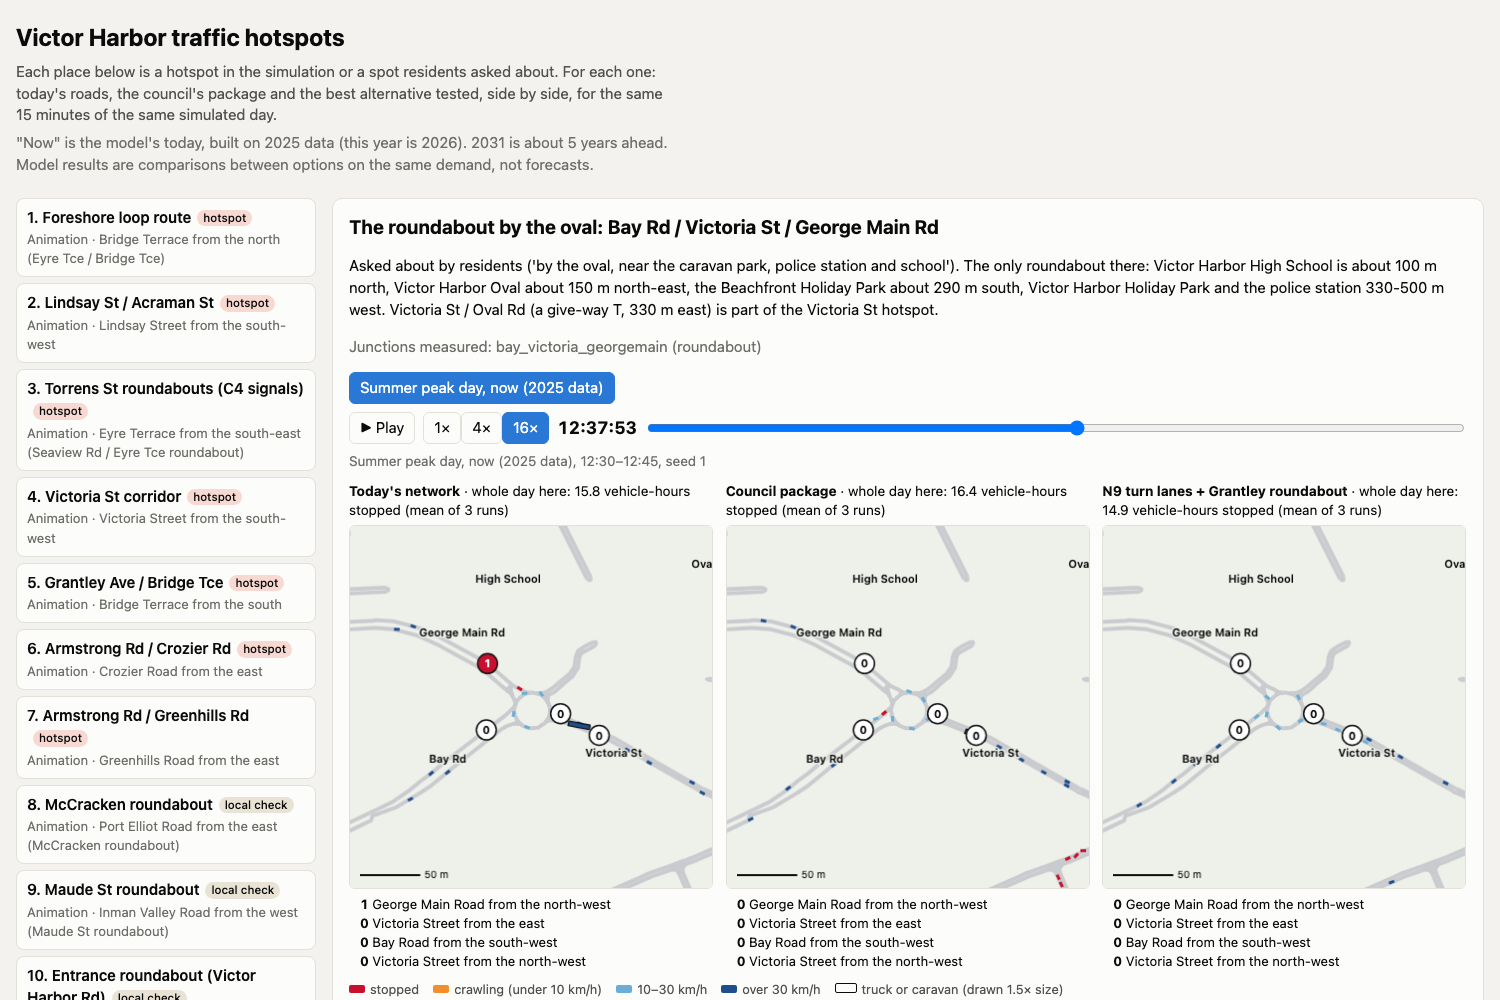 Victor Harbor traffic hotspots
Each place below is a hotspot in the simulation or a spot residents asked about. For each one:
today's roads, the council's package and the best alternative tested, side by side, for the same
15 minutes of the same simulated day.
"Now" is the model's today, built on 2025 data (this year is 2026). 2031 is about 5 years ahead.
Model results are comparisons between options on the same demand, not forecasts.
1. Foreshore loop route hotspot
Animation · Bridge Terrace from the north
(Eyre Tce / Bridge Tce)
2. Lindsay St / Acraman St hotspot
Animation · Lindsay Street from the south-
west
3. Torrens St roundabouts (C4 signals)
hotspot
Animation · Eyre Terrace from the south-east
(Seaview Rd / Eyre Tce roundabout)
4. Victoria St corridor hotspot
Animation · Victoria Street from the south-
west
5. Grantley Ave / Bridge Tce hotspot
Animation · Bridge Terrace from the south
6. Armstrong Rd / Crozier Rd hotspot
Animation · Crozier Road from the east
7. Armstrong Rd / Greenhills Rd
hotspot
Animation · Greenhills Road from the east
8. McCracken roundabout local check
Animation · Port Elliot Road from the east
(McCracken roundabout)
9. Maude St roundabout local check
Animation · Inman Valley Road from the west
(Maude St roundabout)
10. Entrance roundabout (Victor
Harbor Rd) local check
The roundabout by the oval: Bay Rd / Victoria St / George Main Rd
Asked about by residents ('by the oval, near the caravan park, police station and school'). The only roundabout there: Victor Harbor High School is about 100 m
north, Victor Harbor Oval about 150 m north-east, the Beachfront Holiday Park about 290 m south, Victor Harbor Holiday Park and the police station 330-500 m
west. Victoria St / Oval Rd (a give-way T, 330 m east) is part of the Victoria St hotspot.
Junctions measured: bay_victoria_georgemain (roundabout)
Summer peak day, now (2025 data)
Play 1× 4× 16× 12:37:53
Summer peak day, now (2025 data), 12:30–12:45, seed 1
Today's network · whole day here: 15.8 vehicle-hours
stopped (mean of 3 runs)
High School
Ova
George Main Rd
1
0
0
0
Victoria St
Bay Rd
50 m
1 George Main Road from the north-west
0 Victoria Street from the east
0 Bay Road from the south-west
0 Victoria Street from the north-west
Council package · whole day here: 16.4 vehicle-hours
stopped (mean of 3 runs)
High School
Ova
George Main Rd
0
0
0
0
Victoria St
Bay Rd
50 m
0 George Main Road from the north-west
0 Victoria Street from the east
0 Bay Road from the south-west
0 Victoria Street from the north-west
N9 turn lanes + Grantley roundabout · whole day here:
14.9 vehicle-hours stopped (mean of 3 runs)
High School
Ova
George Main Rd
0
0
0
0
Victoria St
Bay Rd
50 m
0 George Main Road from the north-west
0 Victoria Street from the east
0 Bay Road from the south-west
0 Victoria Street from the north-west
stopped crawling (under 10 km/h) 10–30 km/h over 30 km/h truck or caravan (drawn 1.5× size)